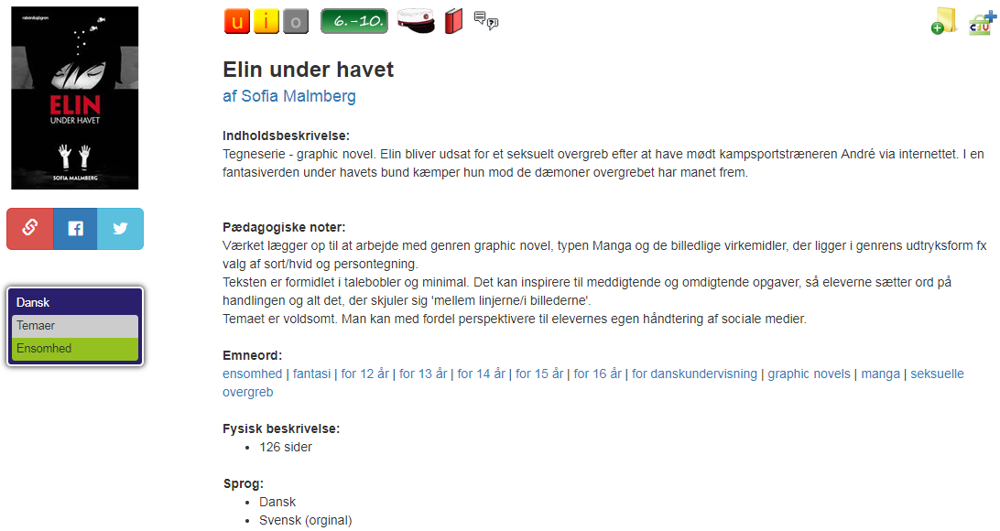 rabén&sjögren
ELIN
UNDER HAVET
SOFIA MALMBERG
Dansk
Temaer
Ensomhed
u i o 6.-10.
CFU
Elin under havet
af Sofia Malmberg
Indholdsbeskrivelse:
Tegneserie - graphic novel. Elin bliver udsat for et seksuelt overgreb efter at have mødt kampsportstræneren André via internettet. I en
fantasiverden under havets bund kæmper hun mod de dæmoner overgrebet har manet frem.
Pædagogiske noter:
Værket lægger op til at arbejde med genren graphic novel, typen Manga og de billedlige virkemidler, der ligger i genrens udtryksform fx
valg af sort/hvid og persontegning.
Teksten er formidlet i talebobler og minimal. Det kan inspirere til meddigtende og omdigtende opgaver, så eleverne sætter ord på
handlingen og alt det, der skjuler sig 'mellem linjerne/i billederne'.
Temaet er voldsomt. Man kan med fordel perspektivere til elevernes egen håndtering af sociale medier.
Emneord:
ensomhed | fantasi | for 12 år | for 13 år | for 14 år | for 15 år | for 16 år | for danskundervisning | graphic novels | manga | seksuelle
overgreb
Fysisk beskrivelse:
• 126 sider
Sprog:
• Dansk
• Svensk (orginal)